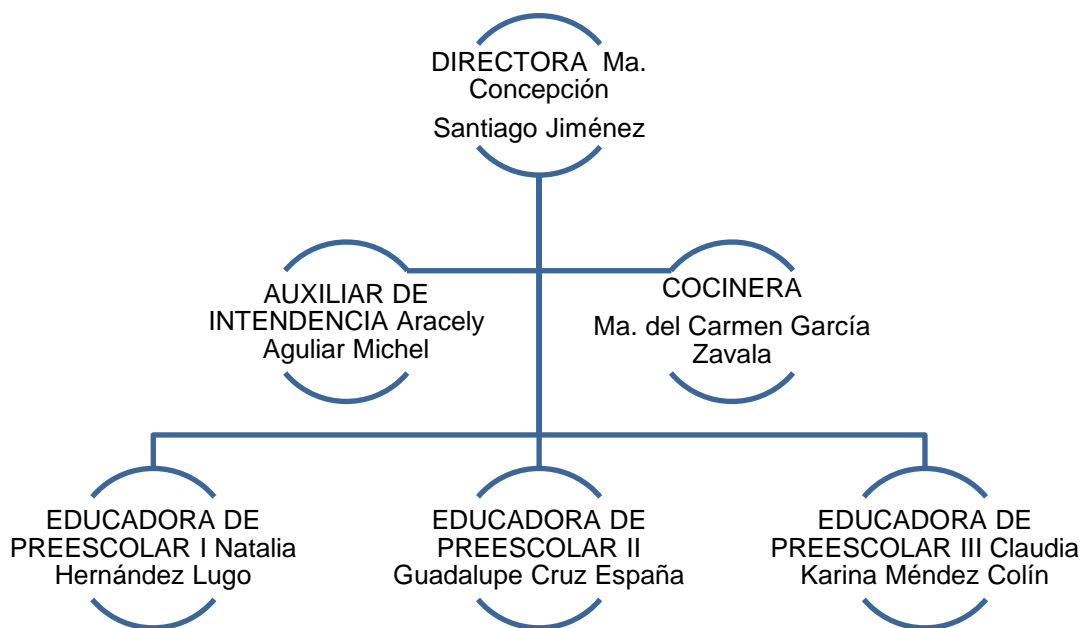 DIRECTORA Ma.
Concepción
Santiago Jiménez
AUXILIAR DE
INTENDENCIA Aracely
Aguliar Michel
COCINERA
Ma. del Carmen García
Zavala
EDUCADORA DE
PREESCOLAR I Natalia
Hernández Lugo
EDUCADORA DE
PREESCOLAR II
Guadalupe Cruz España
EDUCADORA DE
PREESCOLAR III Claudia
Karina Méndez Colín